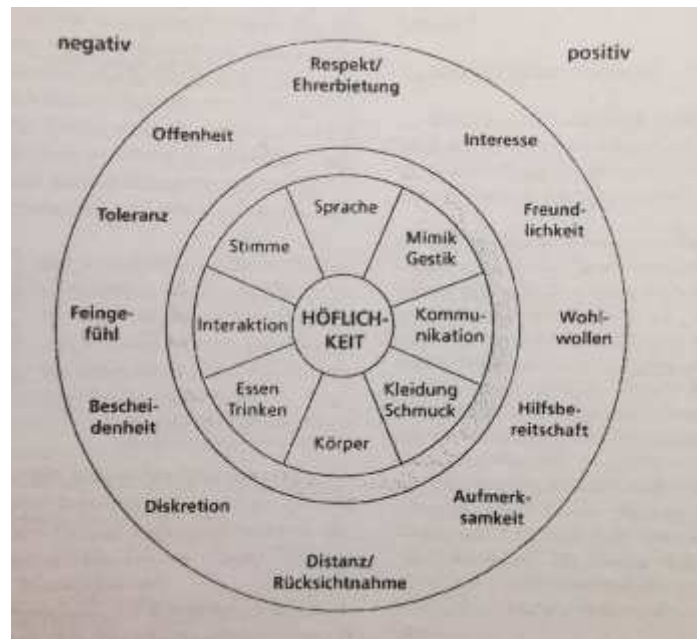 negativ
positiv
Respekt/
Ehrerbietung
Offenheit
Interesse
Toleranz
Freund-
lichkeit
Feinge-
fühl
Wohl-
wollen
Beschei-
denheit
Hilfsbe-
reitschaft
Diskretion
Aufmerk-
samkeit
Distanz/
Rücksichtnahme
Sprache
Stimme
Mimik
Gestik
Interaktion
HÖFLICH-
KEIT
Kommu-
nikation
Essen
Trinken
Kleidung
Schmuck
Körper